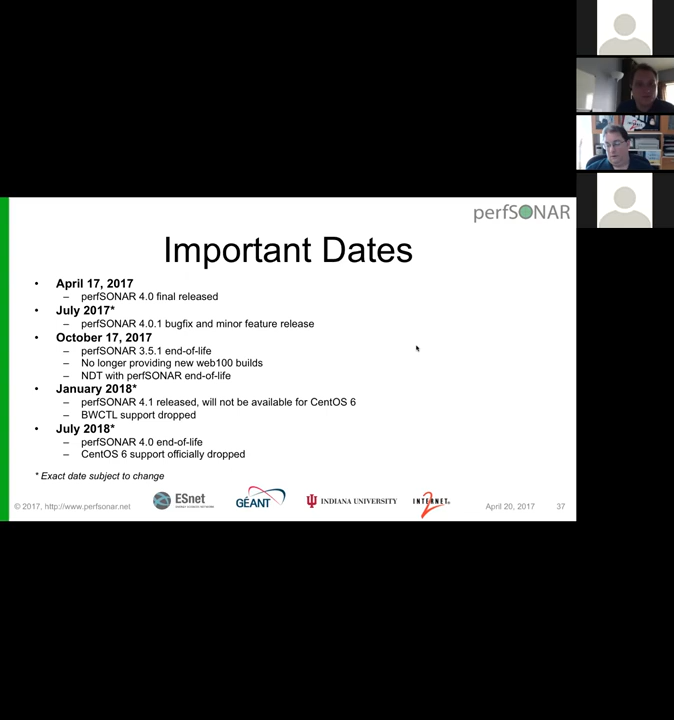 perfSONAR
Important Dates
• April 17, 2017
– perfSONAR 4.0 final released
• July 2017*
– perfSONAR 4.0.1 bugfix and minor feature release
• October 17, 2017
– perfSONAR 3.5.1 end-of-life
– No longer providing new web100 builds
– NDT with perfSONAR end-of-life
• January 2018*
– perfSONAR 4.1 released, will not be available for CentOS 6
– BWCTL support dropped
• July 2018*
– perfSONAR 4.0 end-of-life
– CentOS 6 support officially dropped
* Exact date subject to change
© 2017, http://www.perfsonar.net
ESnet
ENERGY SCIENCES NETWORK
GÉANT
INDIANA UNIVERSITY
INTERNET2®
April 20, 2017
37